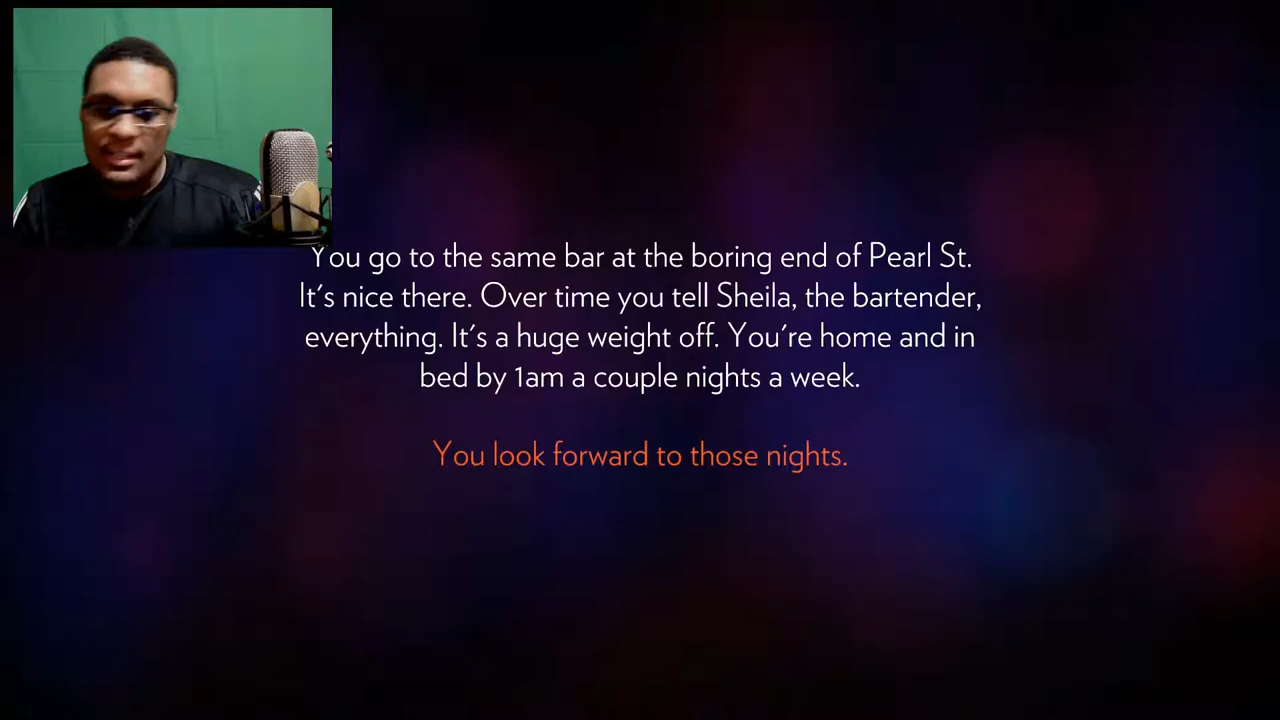 You go to the same bar at the boring end of Pearl St.
It's nice there. Over time you tell Sheila, the bartender,
everything. It's a huge weight off. You're home and in
bed by 1am a couple nights a week.
You look forward to those nights.